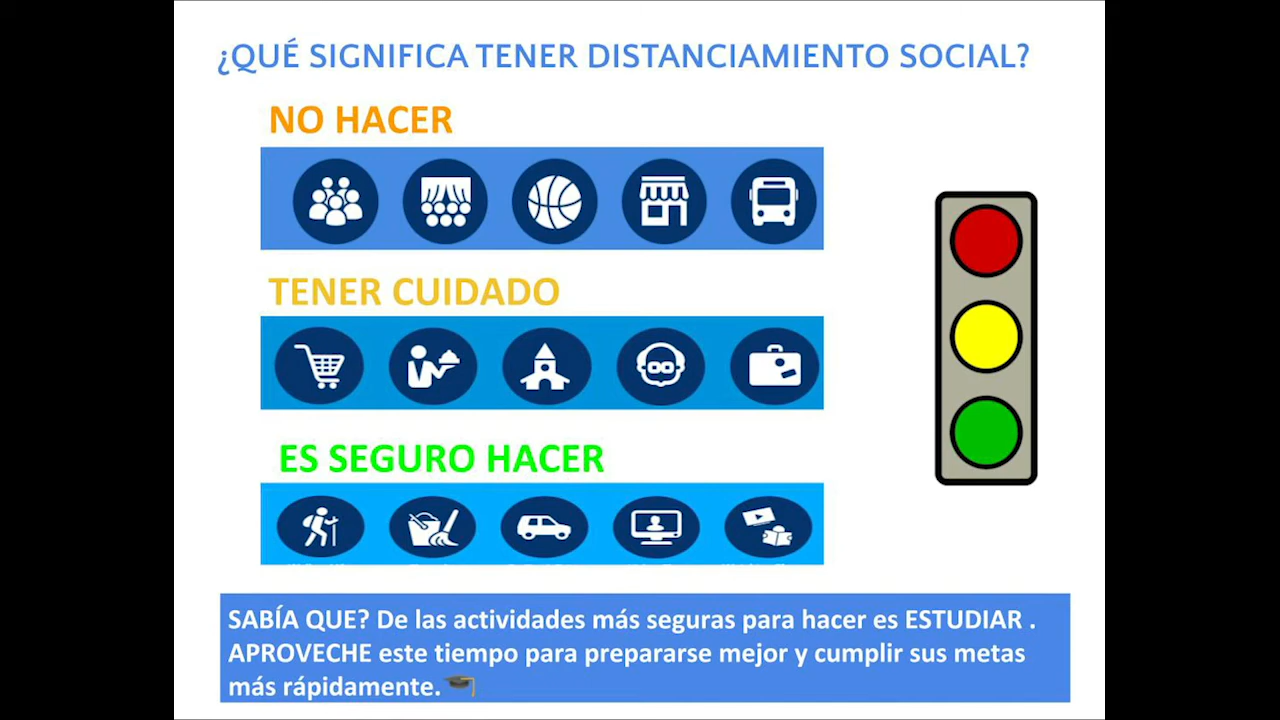 ¿QUÉ SIGNIFICA TENER DISTANCIAMIENTO SOCIAL?
NO HACER
TENER CUIDADO
ES SEGURO HACER
SABÍA QUE? De las actividades más seguras para hacer es ESTUDIAR .
APROVECHE este tiempo para prepararse mejor y cumplir sus metas
más rápidamente.